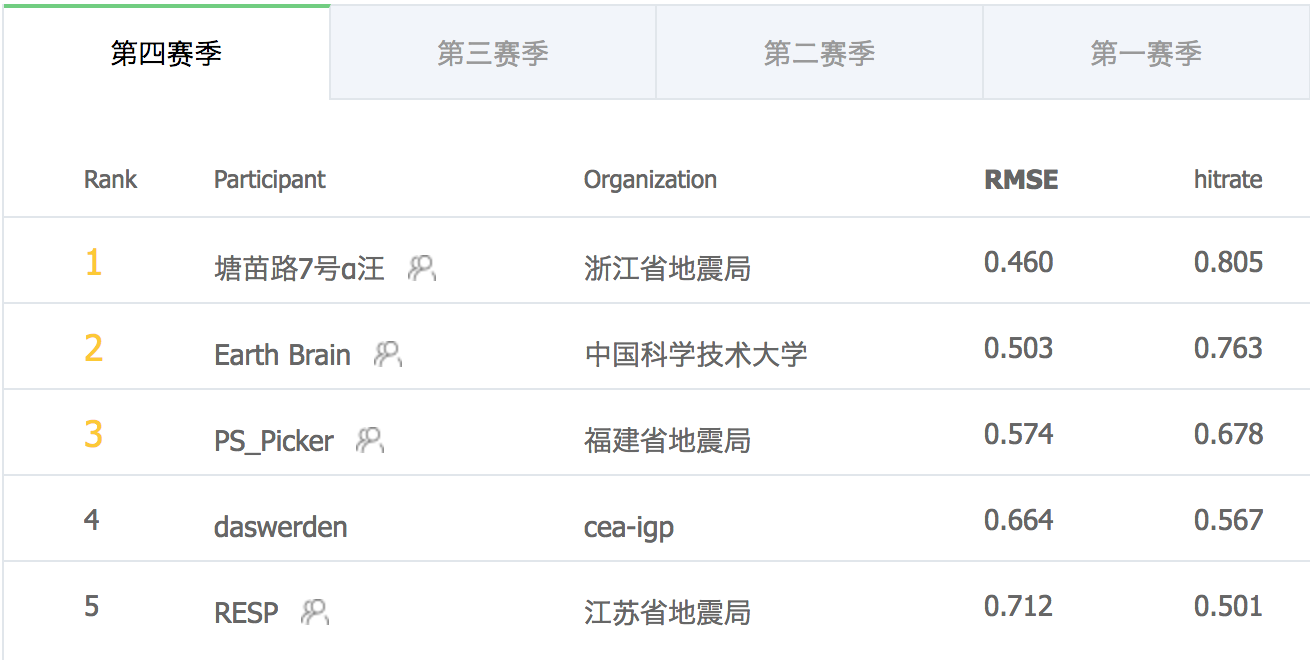 第四赛季 第三赛季 第二赛季 第一赛季
Rank Participant Organization RMSE hitrate
1 塘苗路7号a汪 浙江省地震局 0.460 0.805
2 Earth Brain 中国科学技术大学 0.503 0.763
3 PS_Picker 福建省地震局 0.574 0.678
4 daswerden cea-igp 0.664 0.567
5 RESP 江苏省地震局 0.712 0.501